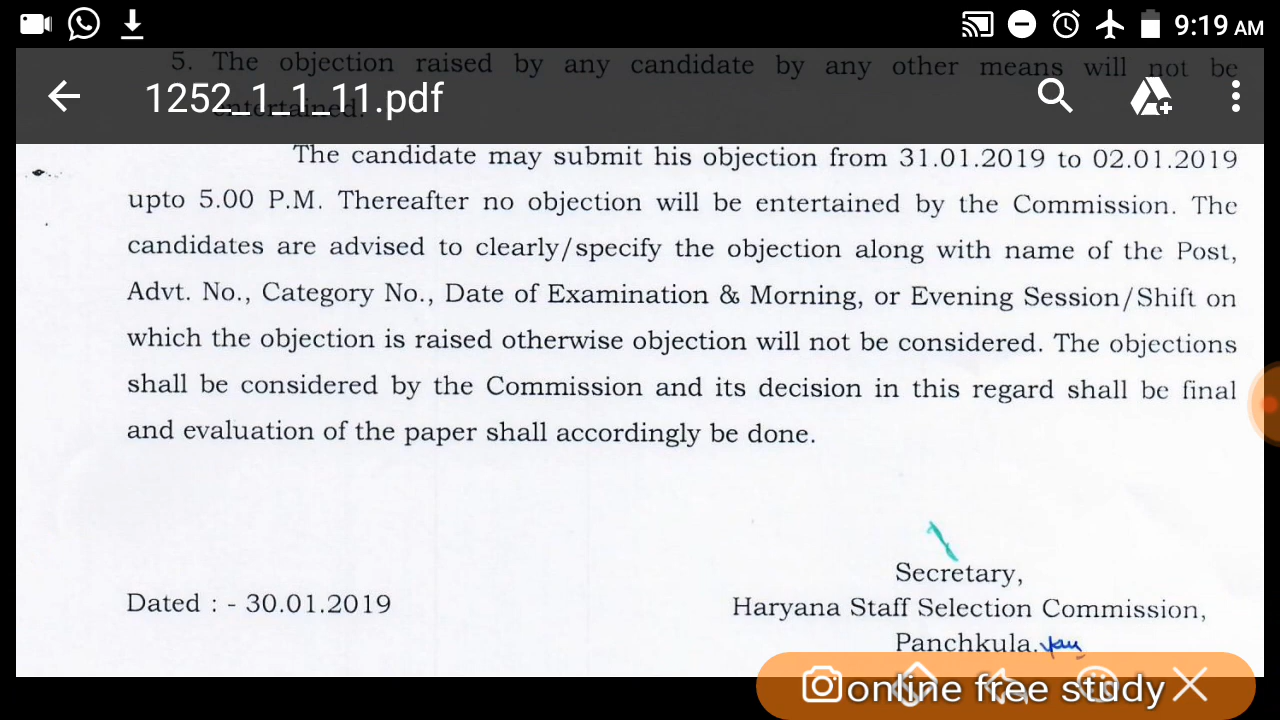 9:19 AM
5. The objection raised by any candidate by any other means will not be
1252_1_1_11.pdf
entertained.
The candidate may submit his objection from 31.01.2019 to 02.01.2019
upto 5.00 P.M. Thereafter no objection will be entertained by the Commission. The
candidates are advised to clearly/specify the objection along with name of the Post,
Advt. No., Category No., Date of Examination & Morning, or Evening Session/Shift on
which the objection is raised otherwise objection will not be considered. The objections
shall be considered by the Commission and its decision in this regard shall be final
and evaluation of the paper shall accordingly be done.
Secretary,
Dated : - 30.01.2019
Haryana Staff Selection Commission,
Panchkula.
online free study